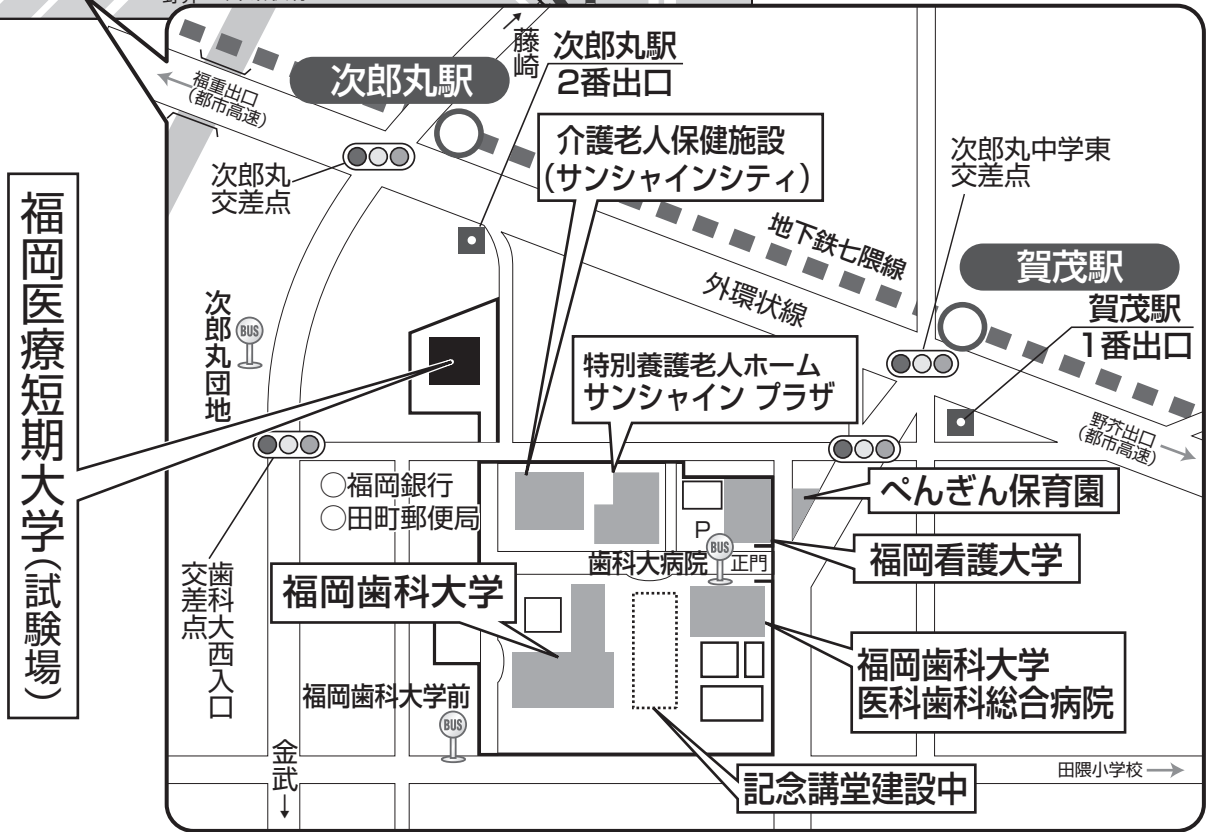 藤崎
次郎丸駅
2番出口
次郎丸駅
福重出口
(都市高速)
介護老人保健施設
(サンシャインシティ)
次郎丸中学東
交差点
次郎丸
交差点
地下鉄七隈線
外環状線
賀茂駅
賀茂駅
1番出口
福岡医療短期大学(試験場)
次郎丸団地
BUS
特別養護老人ホーム
サンシャイン プラザ
野芥出口
(都市高速)
○福岡銀行
○田町郵便局
ぺんぎん保育園
P
BUS
歯科大病院
正門
福岡看護大学
歯科大西入口
交差点
福岡歯科大学
福岡歯科大学
医科歯科総合病院
福岡歯科大学前
BUS
金武
記念講堂建設中
田隈小学校